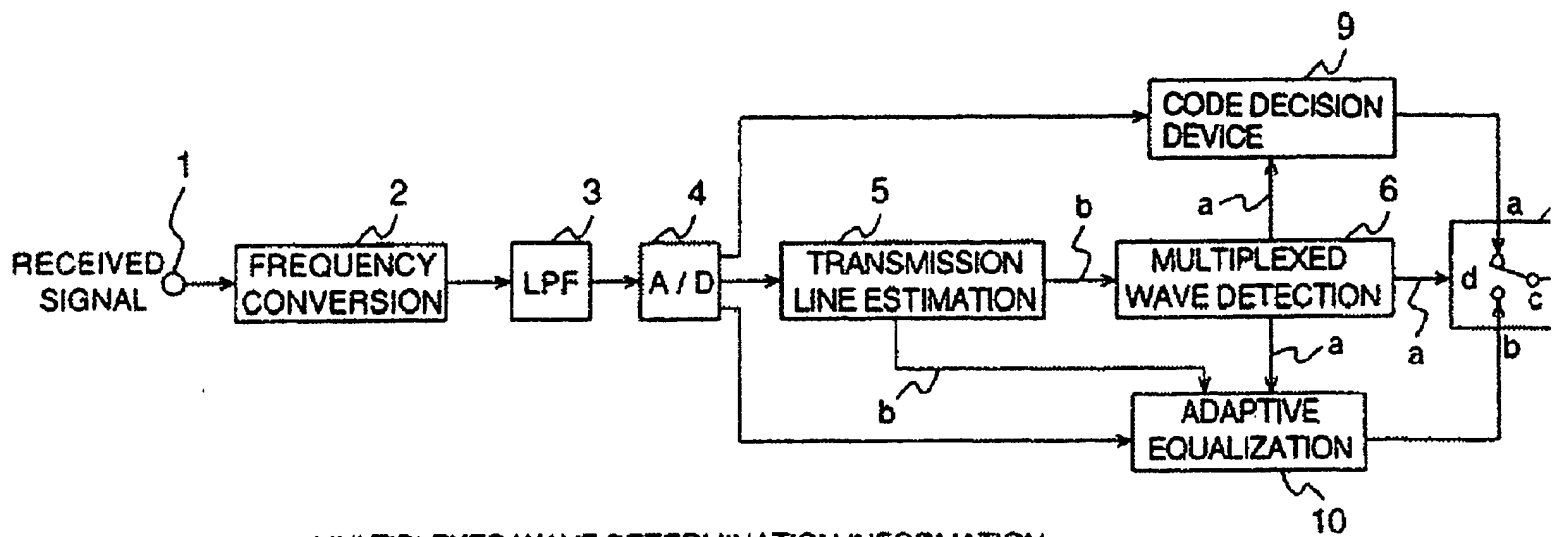 9
CODE DECISION
DEVICE
1
2
3
4
5
b
a
6
a
RECEIVED
SIGNAL
FREQUENCY
CONVERSION
LPF
A / D
TRANSMISSION
LINE ESTIMATION
MULTIPLEXED
WAVE DETECTION
d
c
a
b
b
a
ADAPTIVE
EQUALIZATION
10